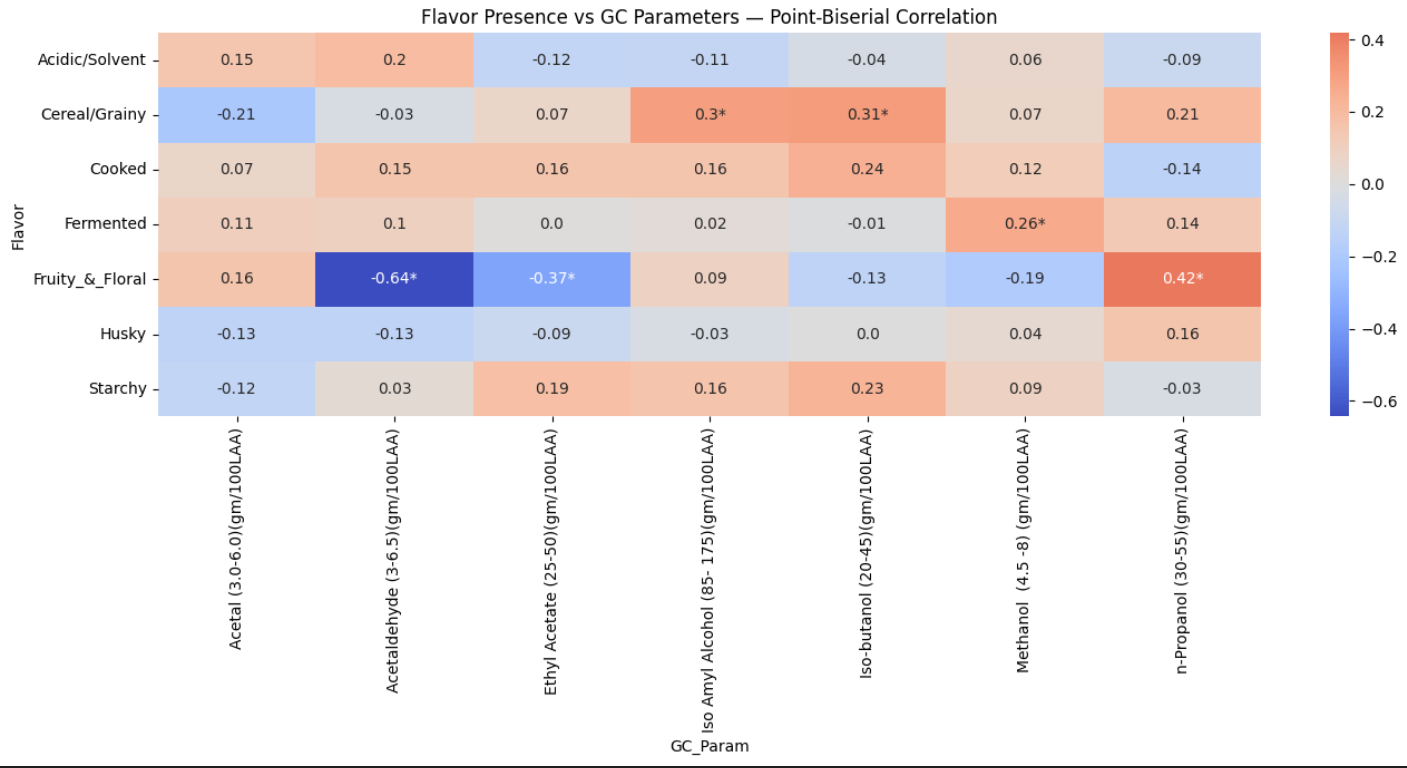 Flavor Presence vs GC Parameters — Point-Biserial Correlation
Flavor
Acidic/Solvent 0.15 0.2 -0.12 -0.11 -0.04 0.06 -0.09
Cereal/Grainy -0.21 -0.03 0.07 0.3* 0.31* 0.07 0.21
Cooked 0.07 0.15 0.16 0.16 0.24 0.12 -0.14
Fermented 0.11 0.1 0.0 0.02 -0.01 0.26* 0.14
Fruity_&_Floral 0.16 -0.64* -0.37* 0.09 -0.13 -0.19 0.42*
Husky -0.13 -0.13 -0.09 -0.03 0.0 0.04 0.16
Starchy -0.12 0.03 0.19 0.16 0.23 0.09 -0.03
Acetal (3.0-6.0)(gm/100LAA)
Acetaldehyde (3-6.5)(gm/100LAA)
Ethyl Acetate (25-50)(gm/100LAA)
Iso Amyl Alcohol (85- 175)(gm/100LAA)
Iso-butanol (20-45)(gm/100LAA)
Methanol  (4.5 -8) (gm/100LAA)
n-Propanol (30-55)(gm/100LAA)
GC_Param
0.4
0.2
0.0
−0.2
−0.4
−0.6